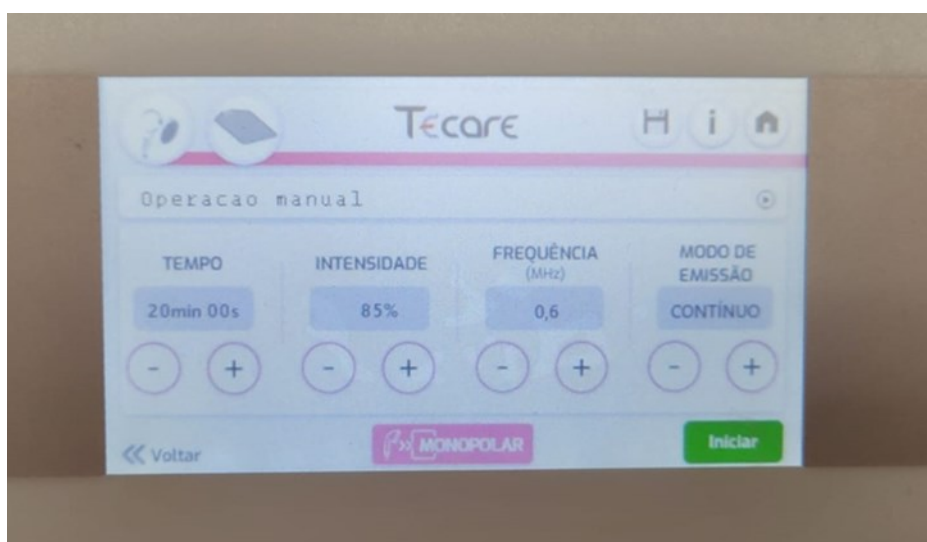 Tecare
Operacao manual
TEMPO INTENSIDADE FREQUÊNCIA (MHz) MODO DE EMISSÃO
20min 00s 85% 0,6 CONTÍNUO
- + - + - + - +
Voltar MONOPOLAR Iniciar